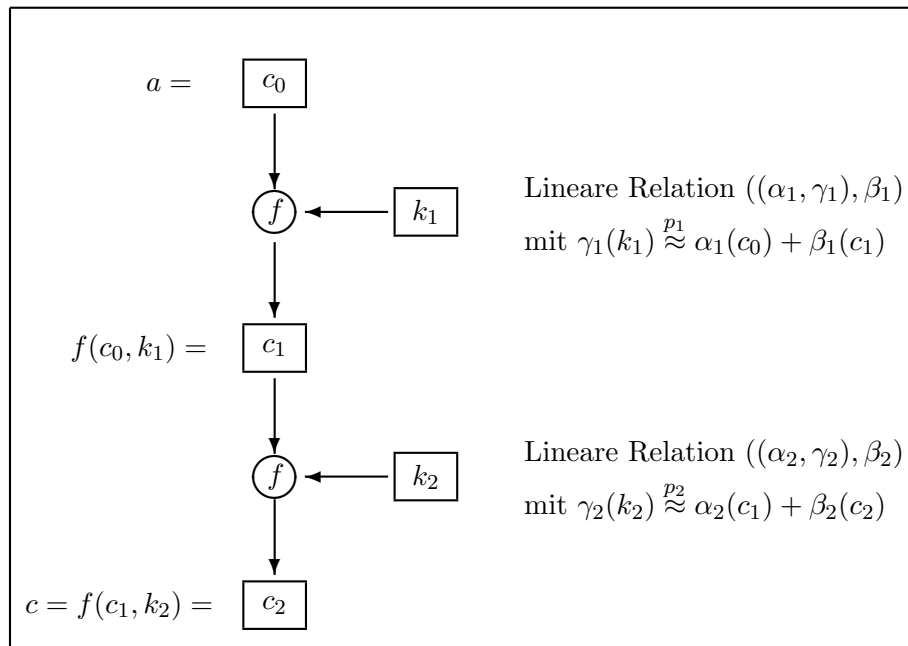 a = c₀
f k₁ Lineare Relation ((α₁, γ₁), β₁)
mit γ₁(k₁) ≈^{p₁} α₁(c₀) + β₁(c₁)
f(c₀, k₁) = c₁
f k₂ Lineare Relation ((α₂, γ₂), β₂)
mit γ₂(k₂) ≈^{p₂} α₂(c₁) + β₂(c₂)
c = f(c₁, k₂) = c₂